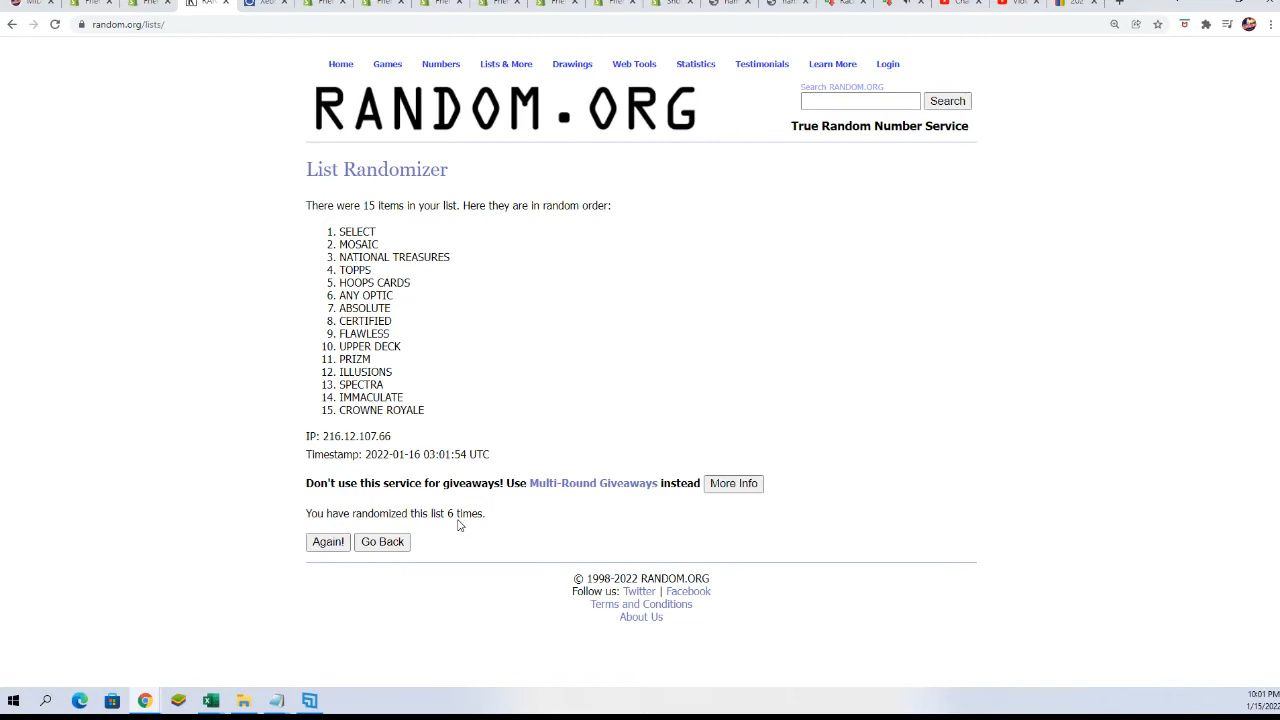 random.org/lists/
Home Games Numbers Lists & More Drawings Web Tools Statistics Testimonials Learn More Login
RANDOM.ORG
Search RANDOM.ORG
Search
True Random Number Service
List Randomizer
There were 15 items in your list. Here they are in random order:
1. SELECT
2. MOSAIC
3. NATIONAL TREASURES
4. TOPPS
5. HOOPS CARDS
6. ANY OPTIC
7. ABSOLUTE
8. CERTIFIED
9. FLAWLESS
10. UPPER DECK
11. PRIZM
12. ILLUSIONS
13. SPECTRA
14. IMMACULATE
15. CROWNE ROYALE
IP: 216.12.107.66
Timestamp: 2022-01-16 03:01:54 UTC
Don't use this service for giveaways! Use Multi-Round Giveaways instead More Info
You have randomized this list 6 times.
Again! Go Back
© 1998-2022 RANDOM.ORG
Follow us: Twitter | Facebook
Terms and Conditions
About Us
10:01 PM
1/15/2022